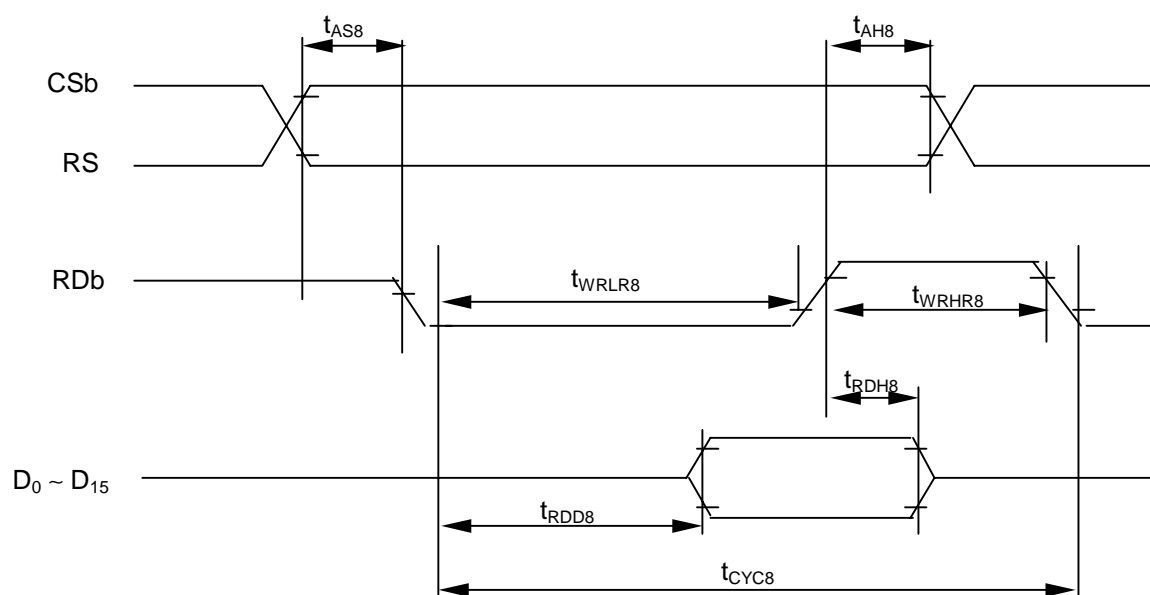 tAS8
tAH8
CSb
RS
RDb
tWRLR8
tWRHR8
tRDH8
D0 ~ D15
tRDD8
tCYC8